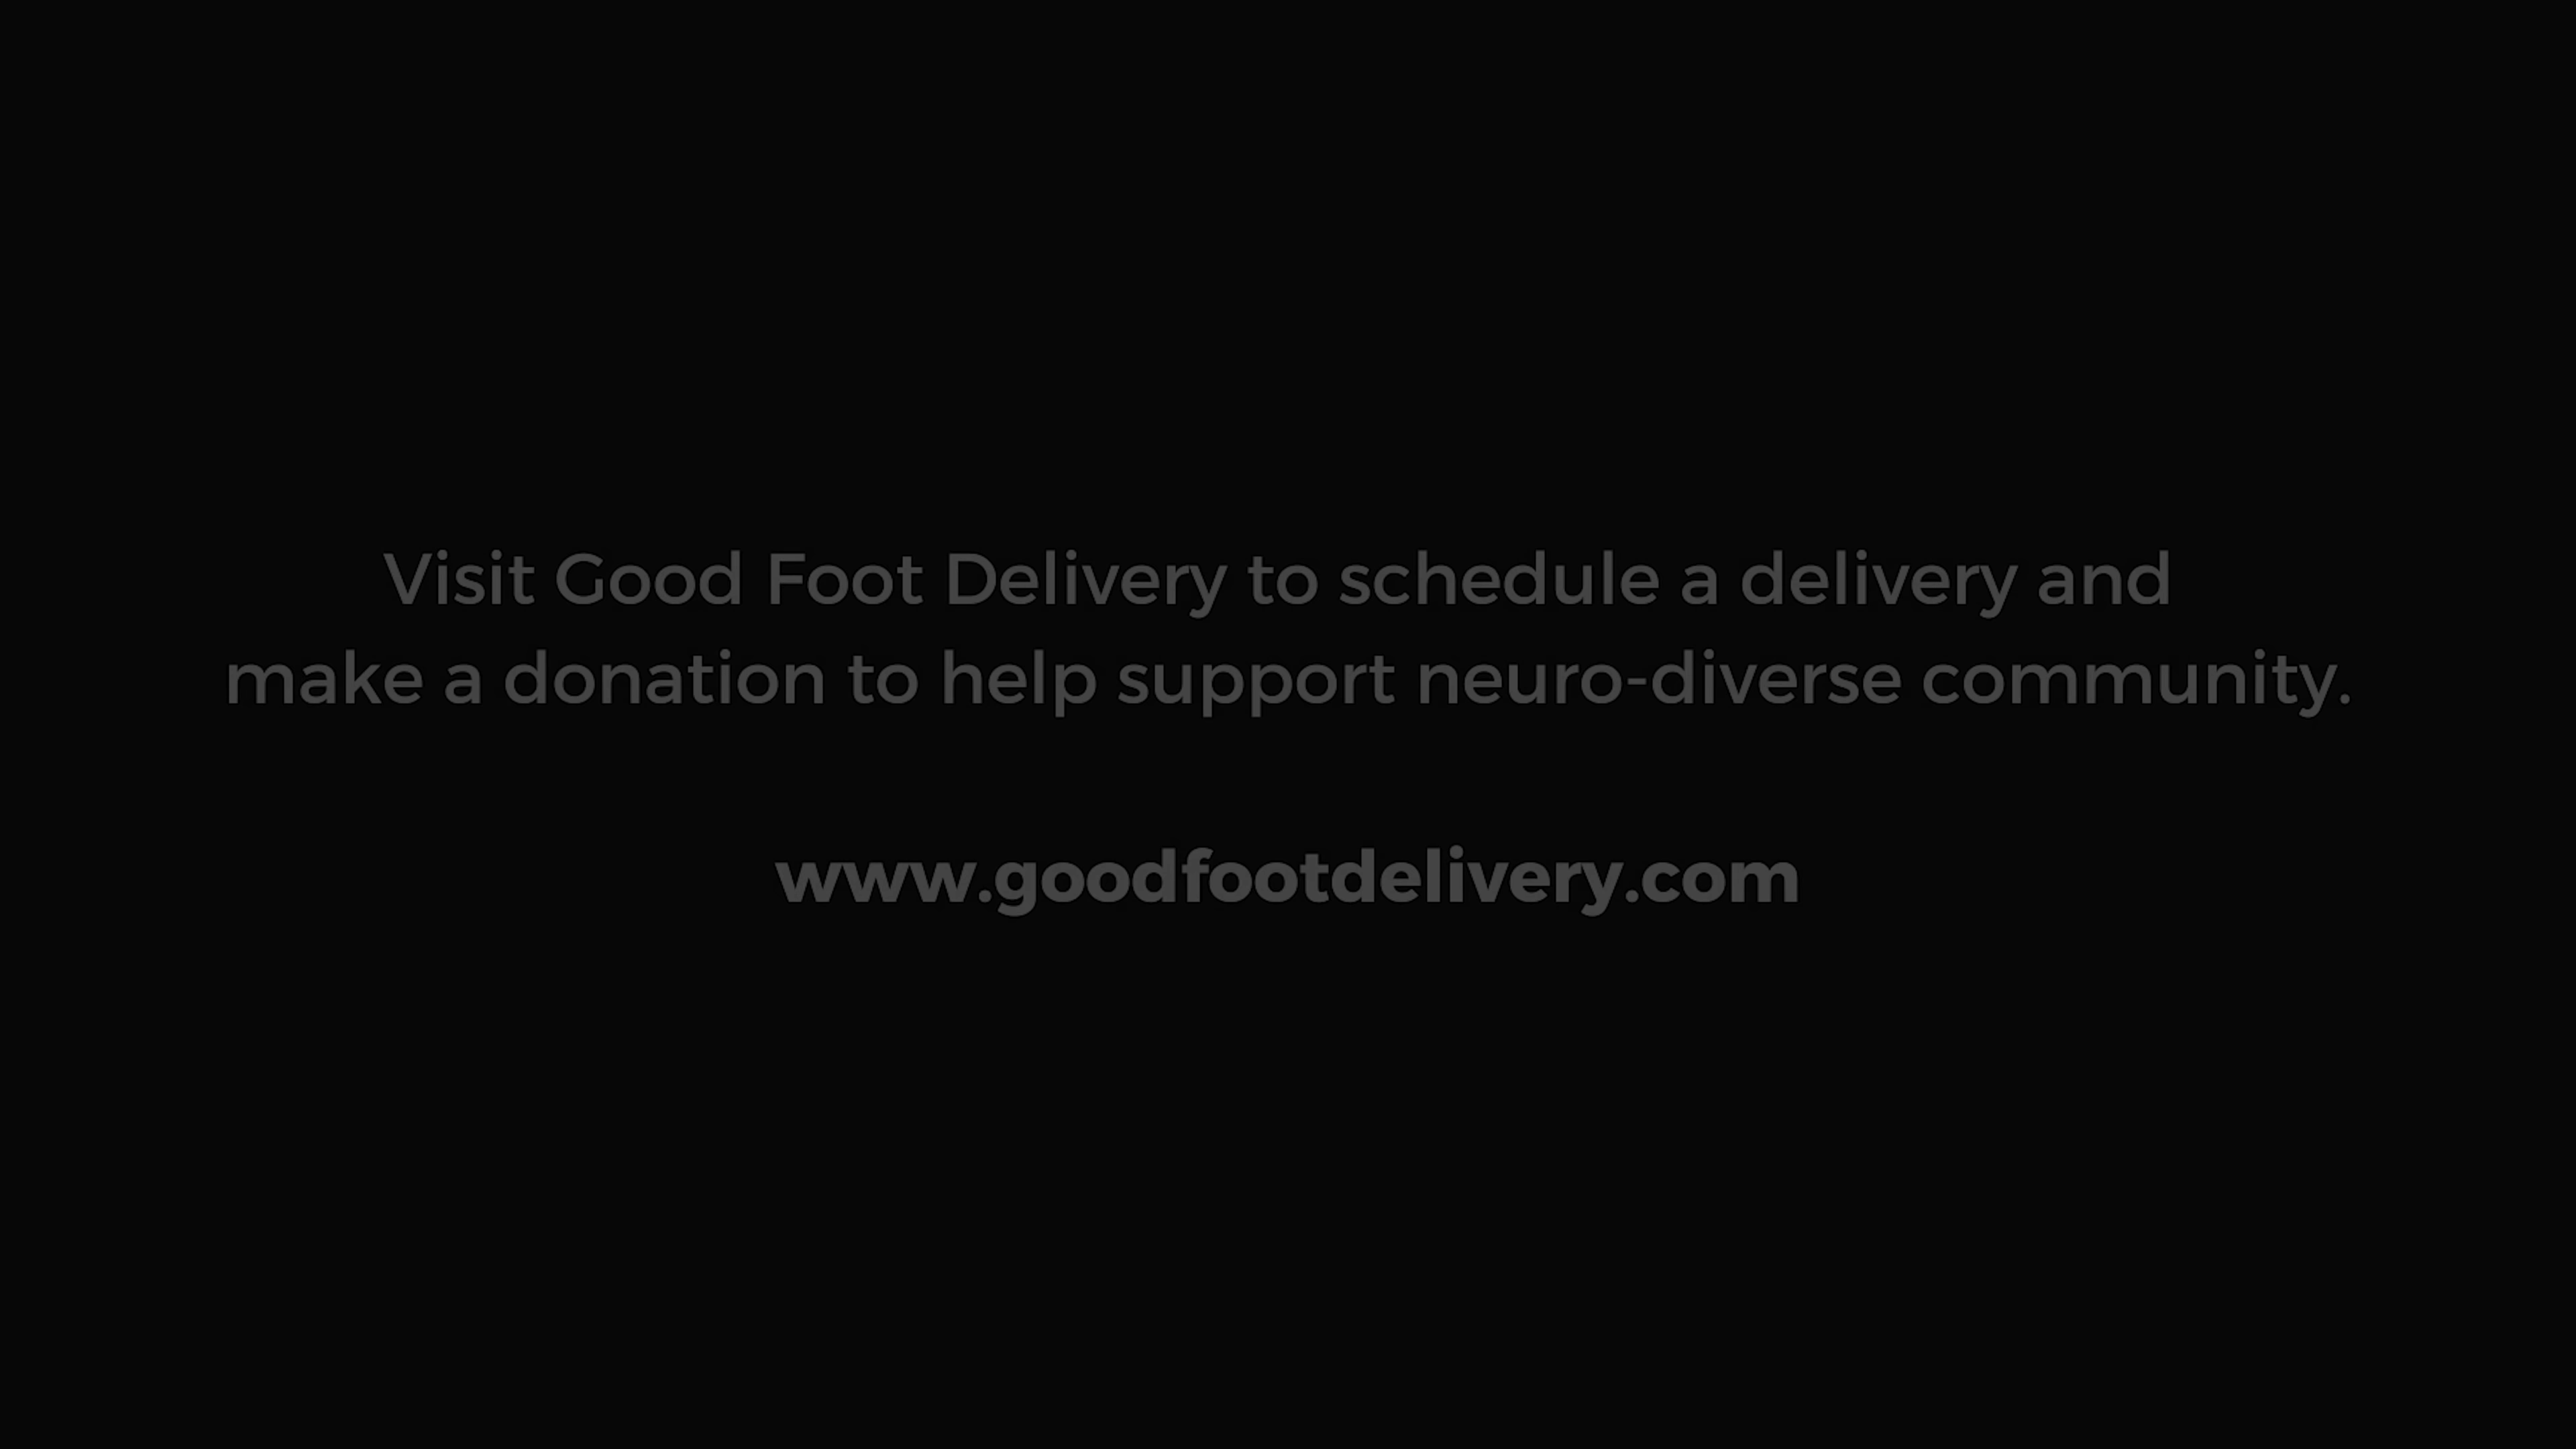 Visit Good Foot Delivery to schedule a delivery and
make a donation to help support neuro-diverse community.
www.goodfootdelivery.com